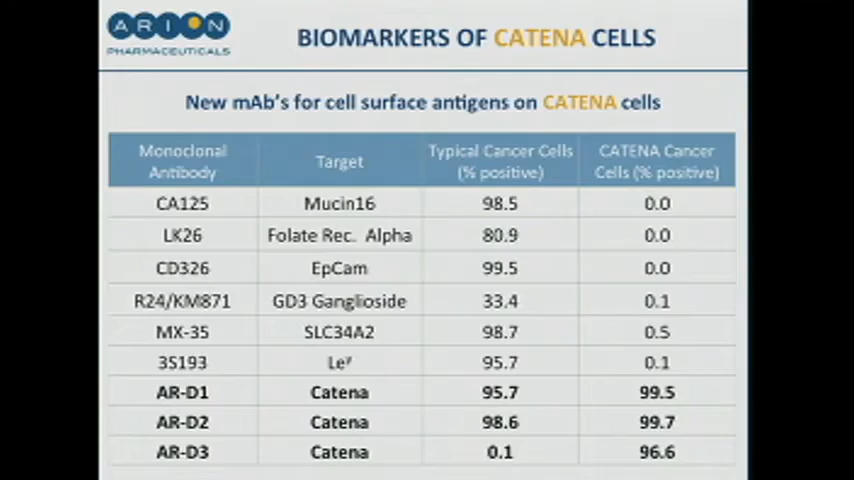 ARION
PHARMACEUTICALS
BIOMARKERS OF CATENA CELLS
New mAb's for cell surface antigens on CATENA cells
Monoclonal Antibody Target Typical Cancer Cells (% positive) CATENA Cancer Cells (% positive)
CA125 Mucin16 98.5 0.0
LK26 Folate Rec. Alpha 80.9 0.0
CD326 EpCam 99.5 0.0
R24/KM871 GD3 Ganglioside 33.4 0.1
MX-35 SLC34A2 98.7 0.5
3S193 Leʸ 95.7 0.1
AR-D1 Catena 95.7 99.5
AR-D2 Catena 98.6 99.7
AR-D3 Catena 0.1 96.6